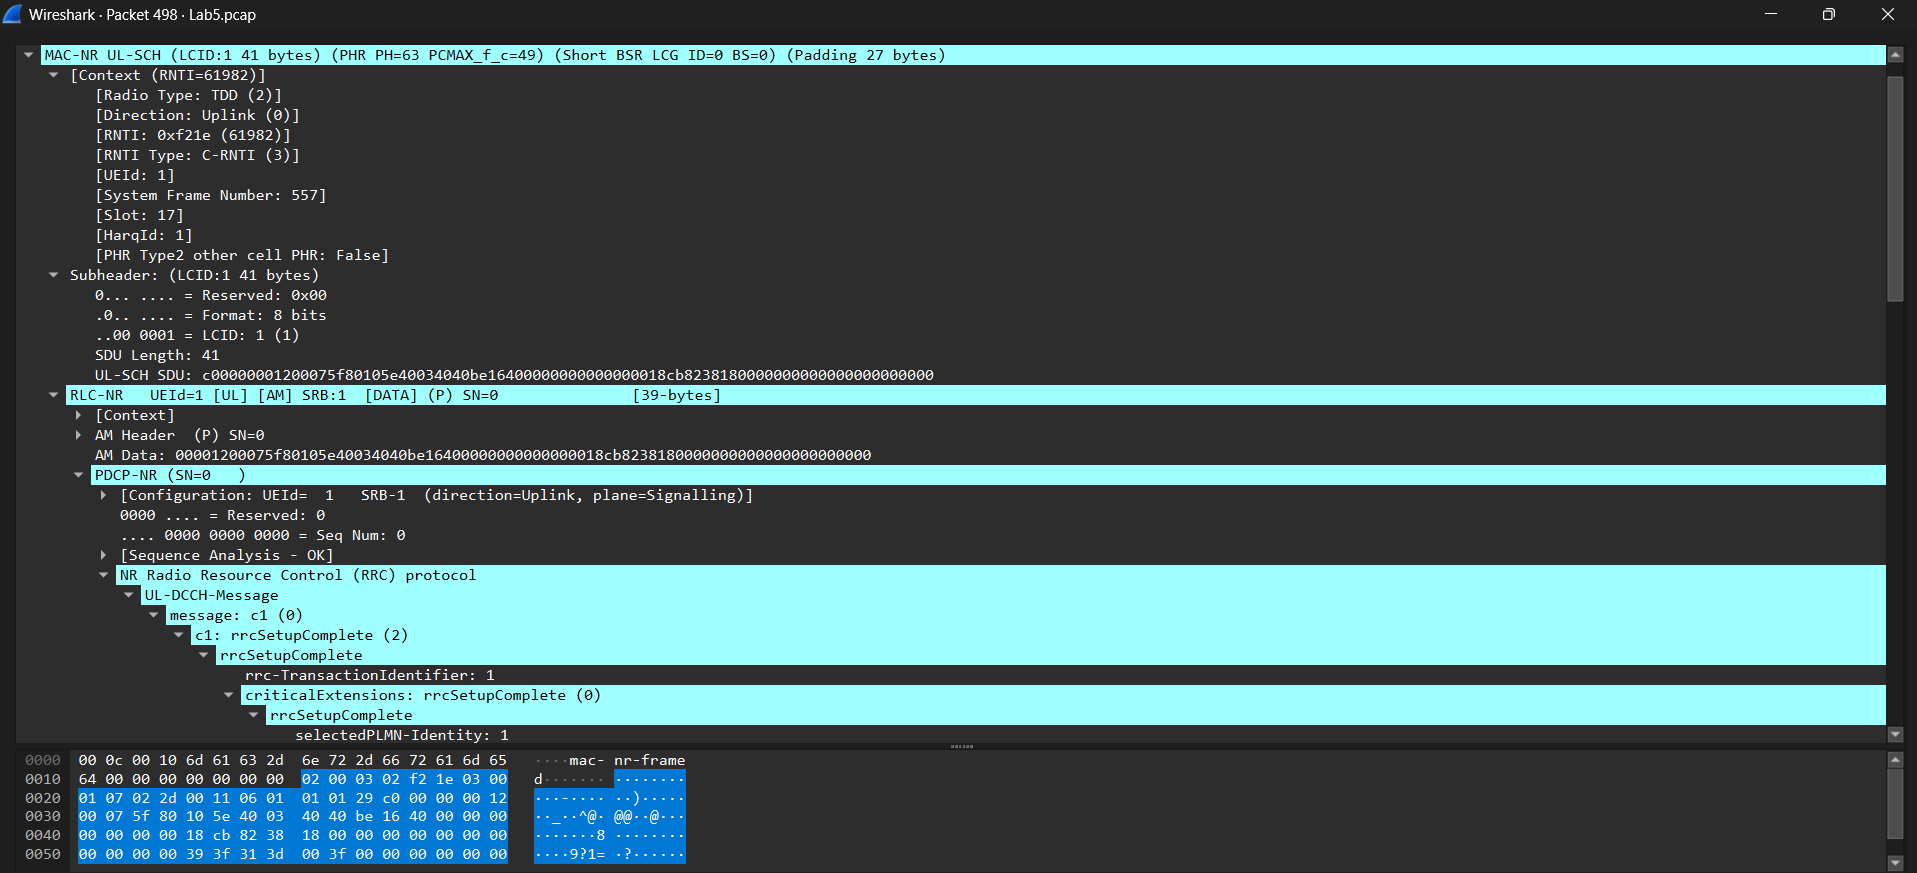 Wireshark · Packet 498 · Lab5.pcap
MAC-NR UL-SCH (LCID:1 41 bytes) (PHR PH=63 PCMAX_f_c=49) (Short BSR LCG ID=0 BS=0) (Padding 27 bytes)
[Context (RNTI=61982)]
[Radio Type: TDD (2)]
[Direction: Uplink (0)]
[RNTI: 0xf21e (61982)]
[RNTI Type: C-RNTI (3)]
[UEId: 1]
[System Frame Number: 557]
[Slot: 17]
[HarqId: 1]
[PHR Type2 other cell PHR: False]
Subheader: (LCID:1 41 bytes)
0... .... = Reserved: 0x00
.0.. .... = Format: 8 bits
..00 0001 = LCID: 1 (1)
SDU Length: 41
UL-SCH SDU: c00000001200075f80105e40034040be16400000000000000018cb8238180000000000000000000000
RLC-NR   UEId=1 [UL] [AM] SRB:1  [DATA] (P) SN=0               [39-bytes]
[Context]
AM Header  (P) SN=0
AM Data: 00001200075f80105e40034040be16400000000000000018cb8238180000000000000000000000
PDCP-NR (SN=0   )
[Configuration: UEId=  1   SRB-1  (direction=Uplink, plane=Signalling)]
0000 .... = Reserved: 0
.... 0000 0000 0000 = Seq Num: 0
[Sequence Analysis - OK]
NR Radio Resource Control (RRC) protocol
UL-DCCH-Message
message: c1 (0)
c1: rrcSetupComplete (2)
rrcSetupComplete
rrc-TransactionIdentifier: 1
criticalExtensions: rrcSetupComplete (0)
rrcSetupComplete
selectedPLMN-Identity: 1
0000 00 0c 00 10 6d 61 63 2d 6e 72 2d 66 72 61 6d 65 ····mac- nr-frame
0010 64 00 00 00 00 00 00 00 02 00 03 02 f2 1e 03 00 d······· ········
0020 01 07 02 2d 00 11 06 01 01 01 29 c0 00 00 00 12 ···-···· ··)·····
0030 00 07 5f 80 10 5e 40 03 40 40 be 16 40 00 00 00 ··_··^@· @@··@···
0040 00 00 00 00 18 cb 82 38 18 00 00 00 00 00 00 00 ·······8 ········
0050 00 00 00 00 39 3f 31 3d 00 3f 00 00 00 00 00 00 ····9?1= ·?······